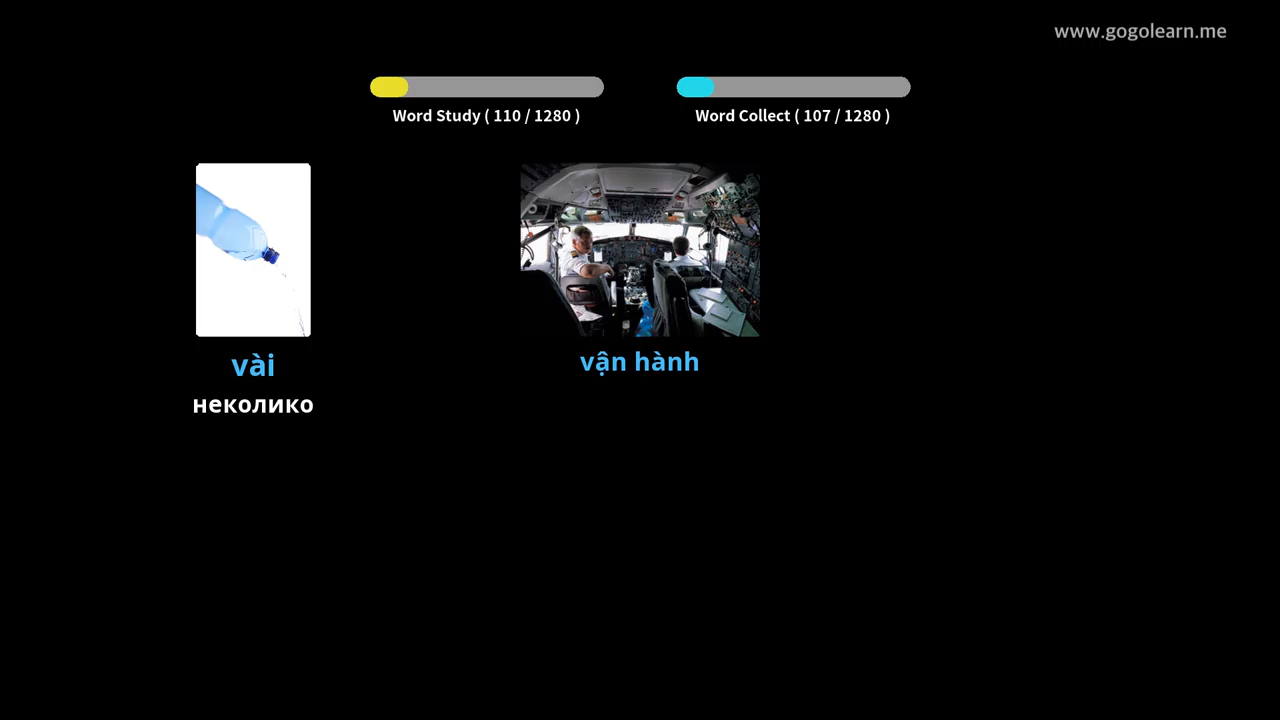 www.gogolearn.me
Word Study ( 110 / 1280 )
Word Collect ( 107 / 1280 )
vài
неколико
vận hành